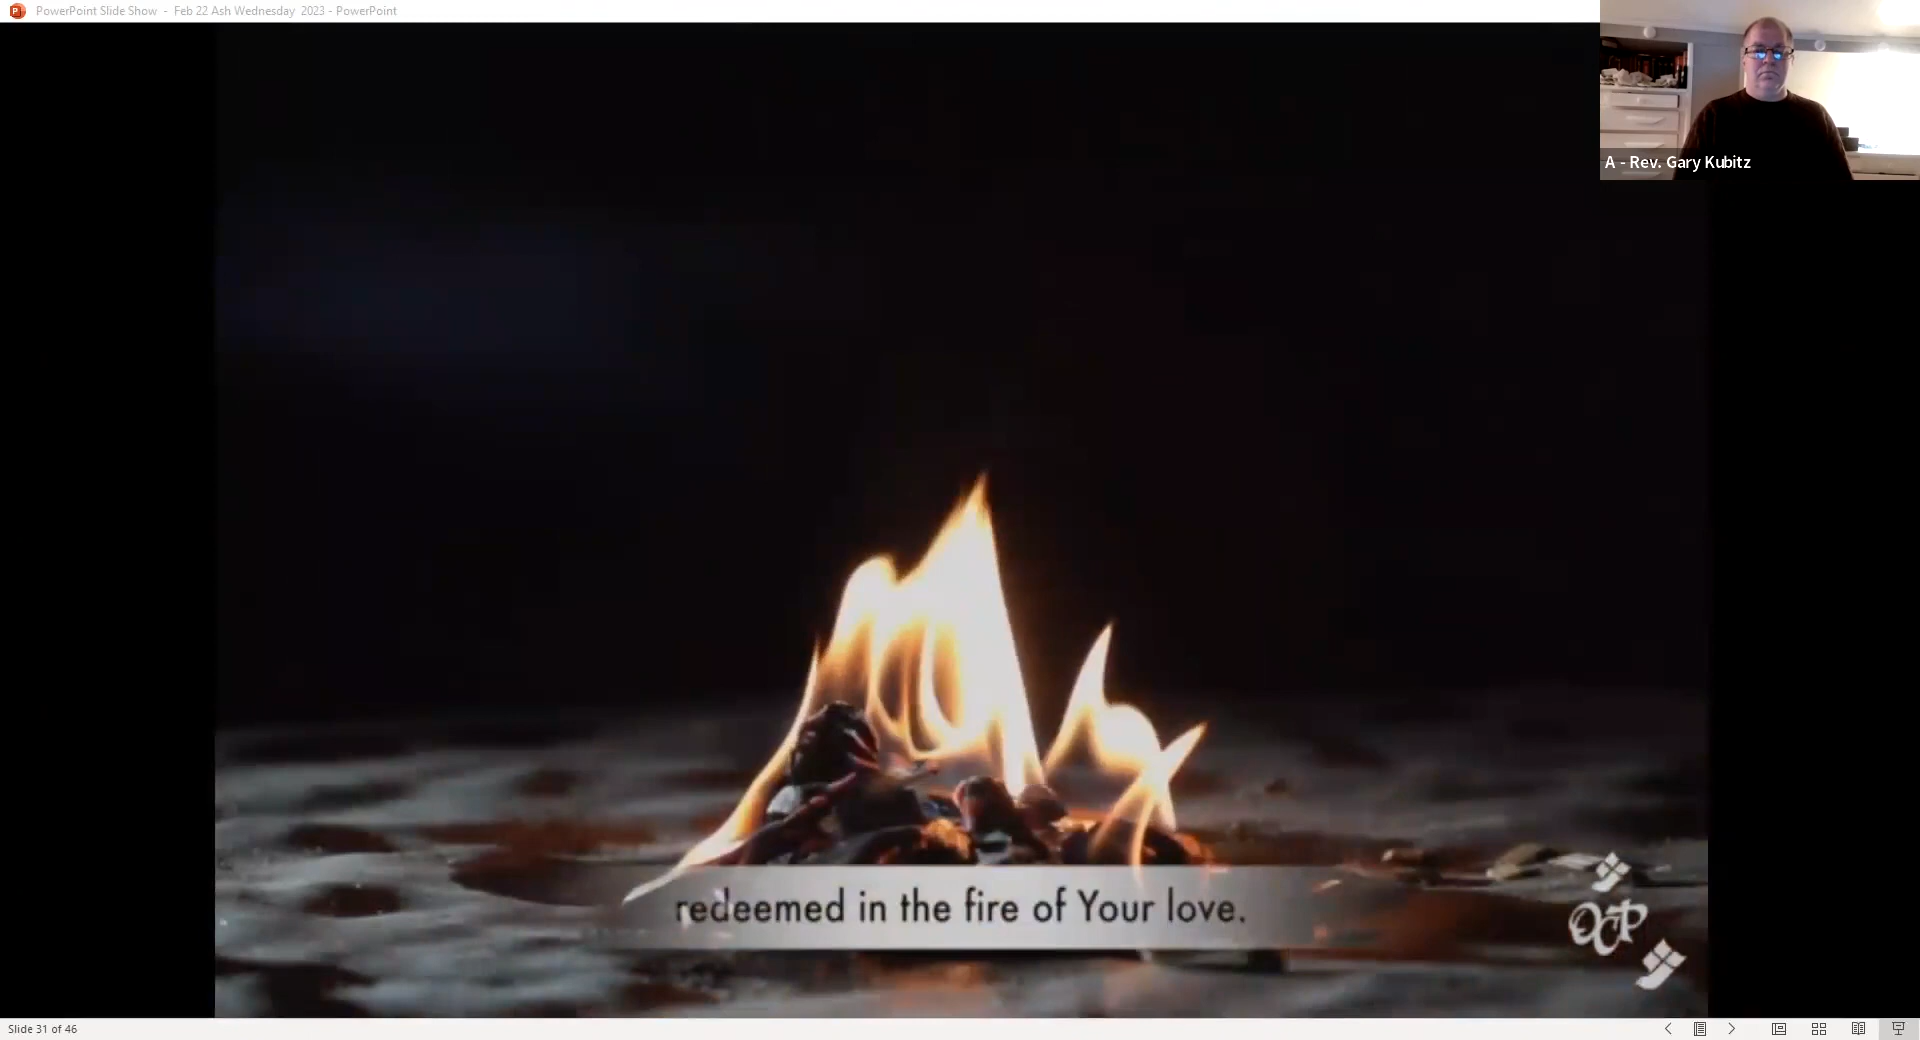 PowerPoint Slide Show - Feb 22 Ash Wednesday 2023 - PowerPoint
A - Rev. Gary Kubitz
redeemed in the fire of Your love.
OCP
Slide 31 of 46